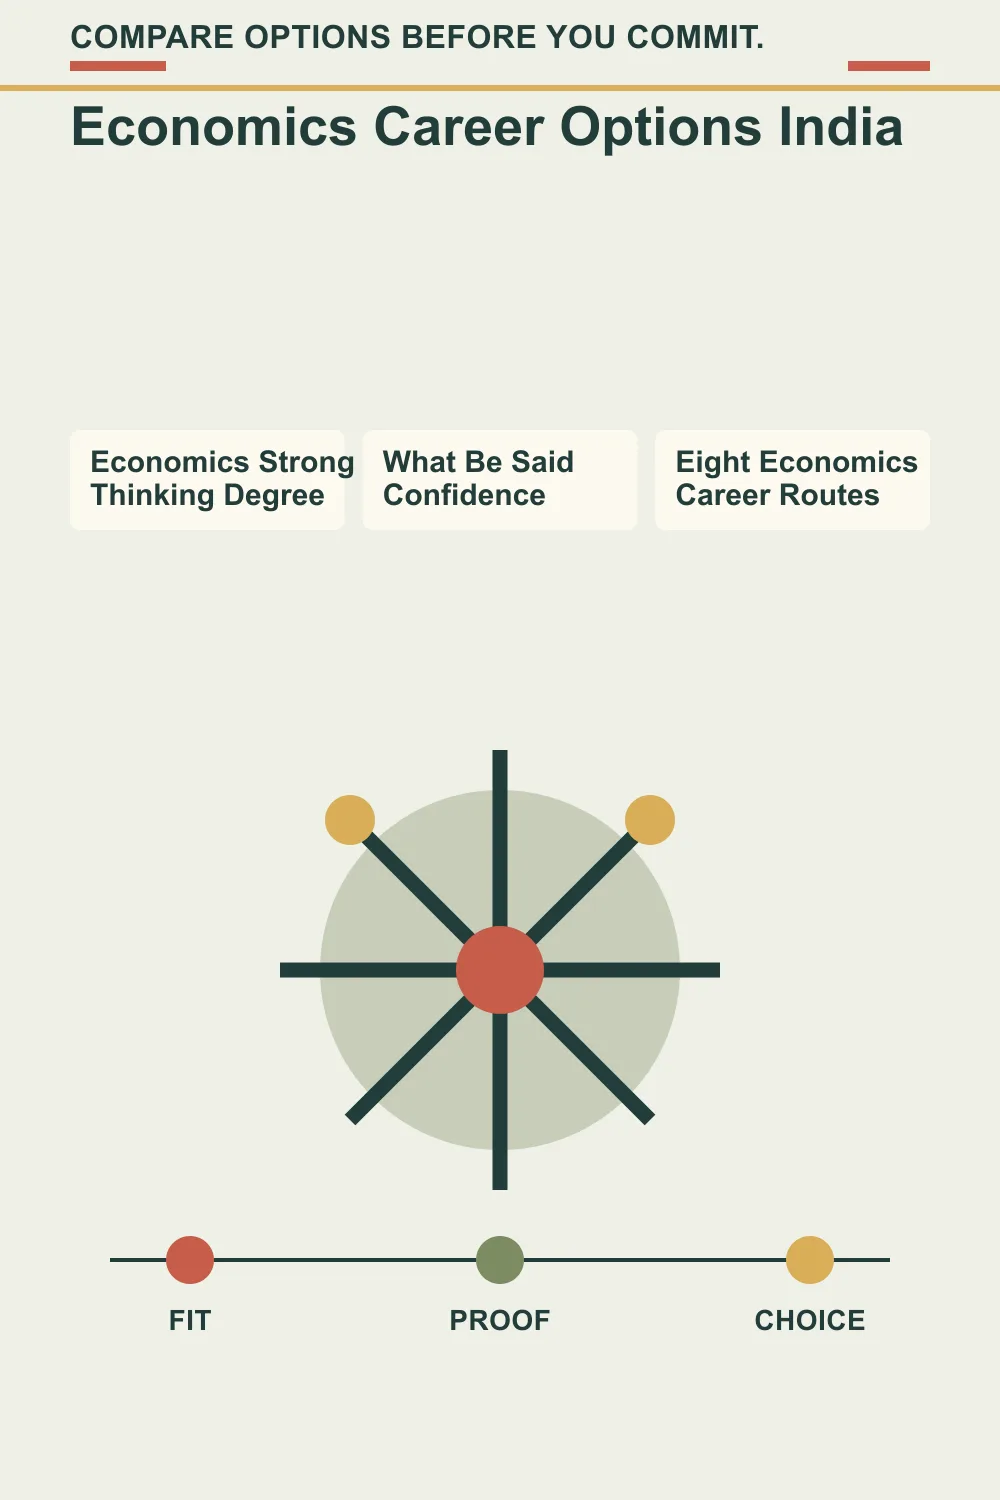 COMPARE OPTIONS BEFORE YOU COMMIT.
Economics Career Options India
Economics Strong
Thinking Degree
What Be Said
Confidence
Eight Economics
Career Routes
FIT
PROOF
CHOICE